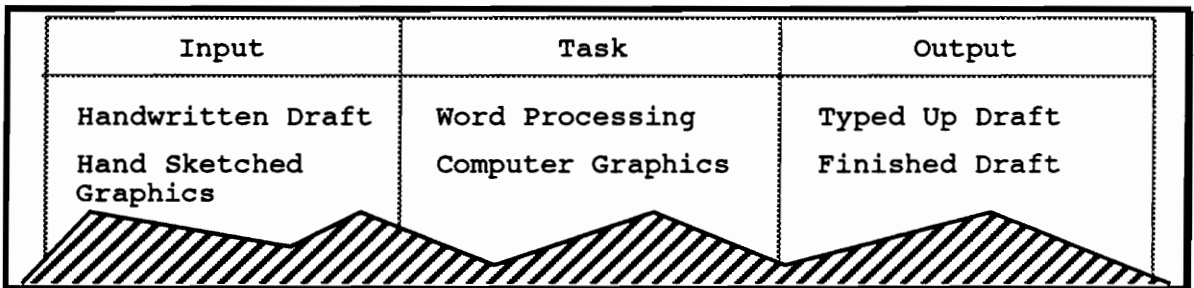 Input Task Output
Handwritten Draft Word Processing Typed Up Draft
Hand Sketched Computer Graphics Finished Draft
Graphics